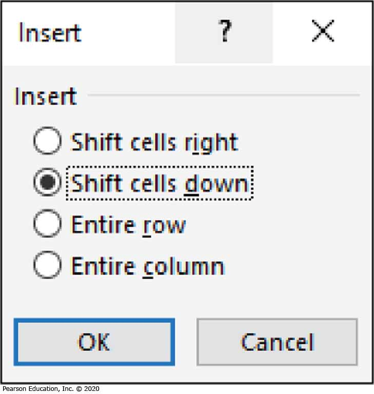 Insert ? ×
Insert
Shift cells right
Shift cells down
Entire row
Entire column
OK Cancel
Pearson Education, Inc. © 2020